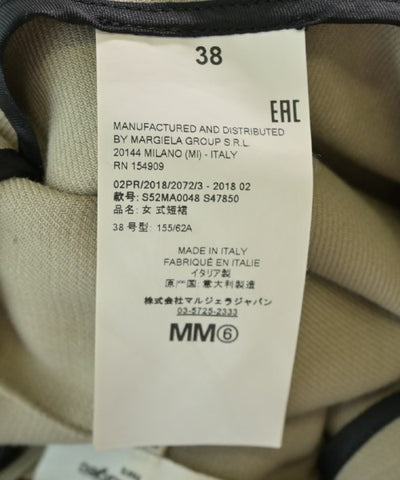 38
EAC
MANUFACTURED AND DISTRIBUTED
BY MARGIELA GROUP S.R.L.
20144 MILANO (MI) - ITALY
RN 154909
02PR/2018/2072/3 - 2018 02
款号: S52MA0048 S47850
品名: 女 式短裙
38 号型: 155/62A
MADE IN ITALY
FABRIQUÉ EN ITALIE
イタリア製
原产国: 意大利製造
株式会社マルジェラジャパン
03-5725-2333
MM⑥